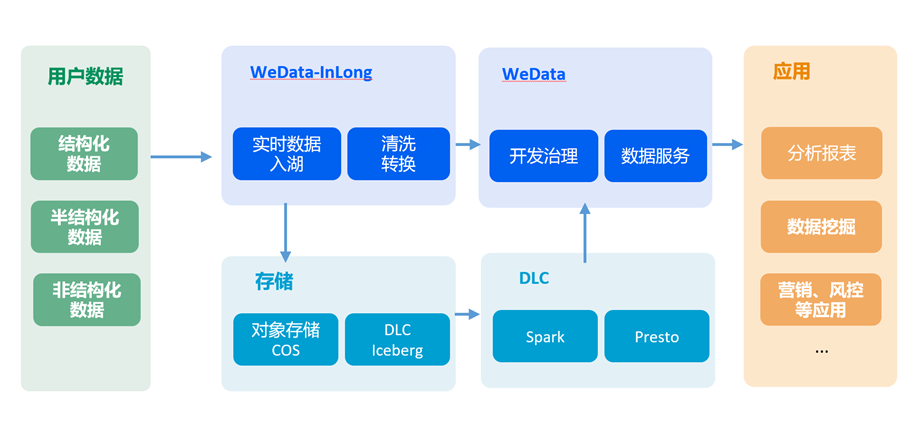 用户数据
结构化
数据
半结构化
数据
非结构化
数据
WeData-InLong
实时数据
入湖
清洗
转换
存储
对象存储
COS
DLC
Iceberg
WeData
开发治理
数据服务
DLC
Spark
Presto
应用
分析报表
数据挖掘
营销、风控
等应用
...